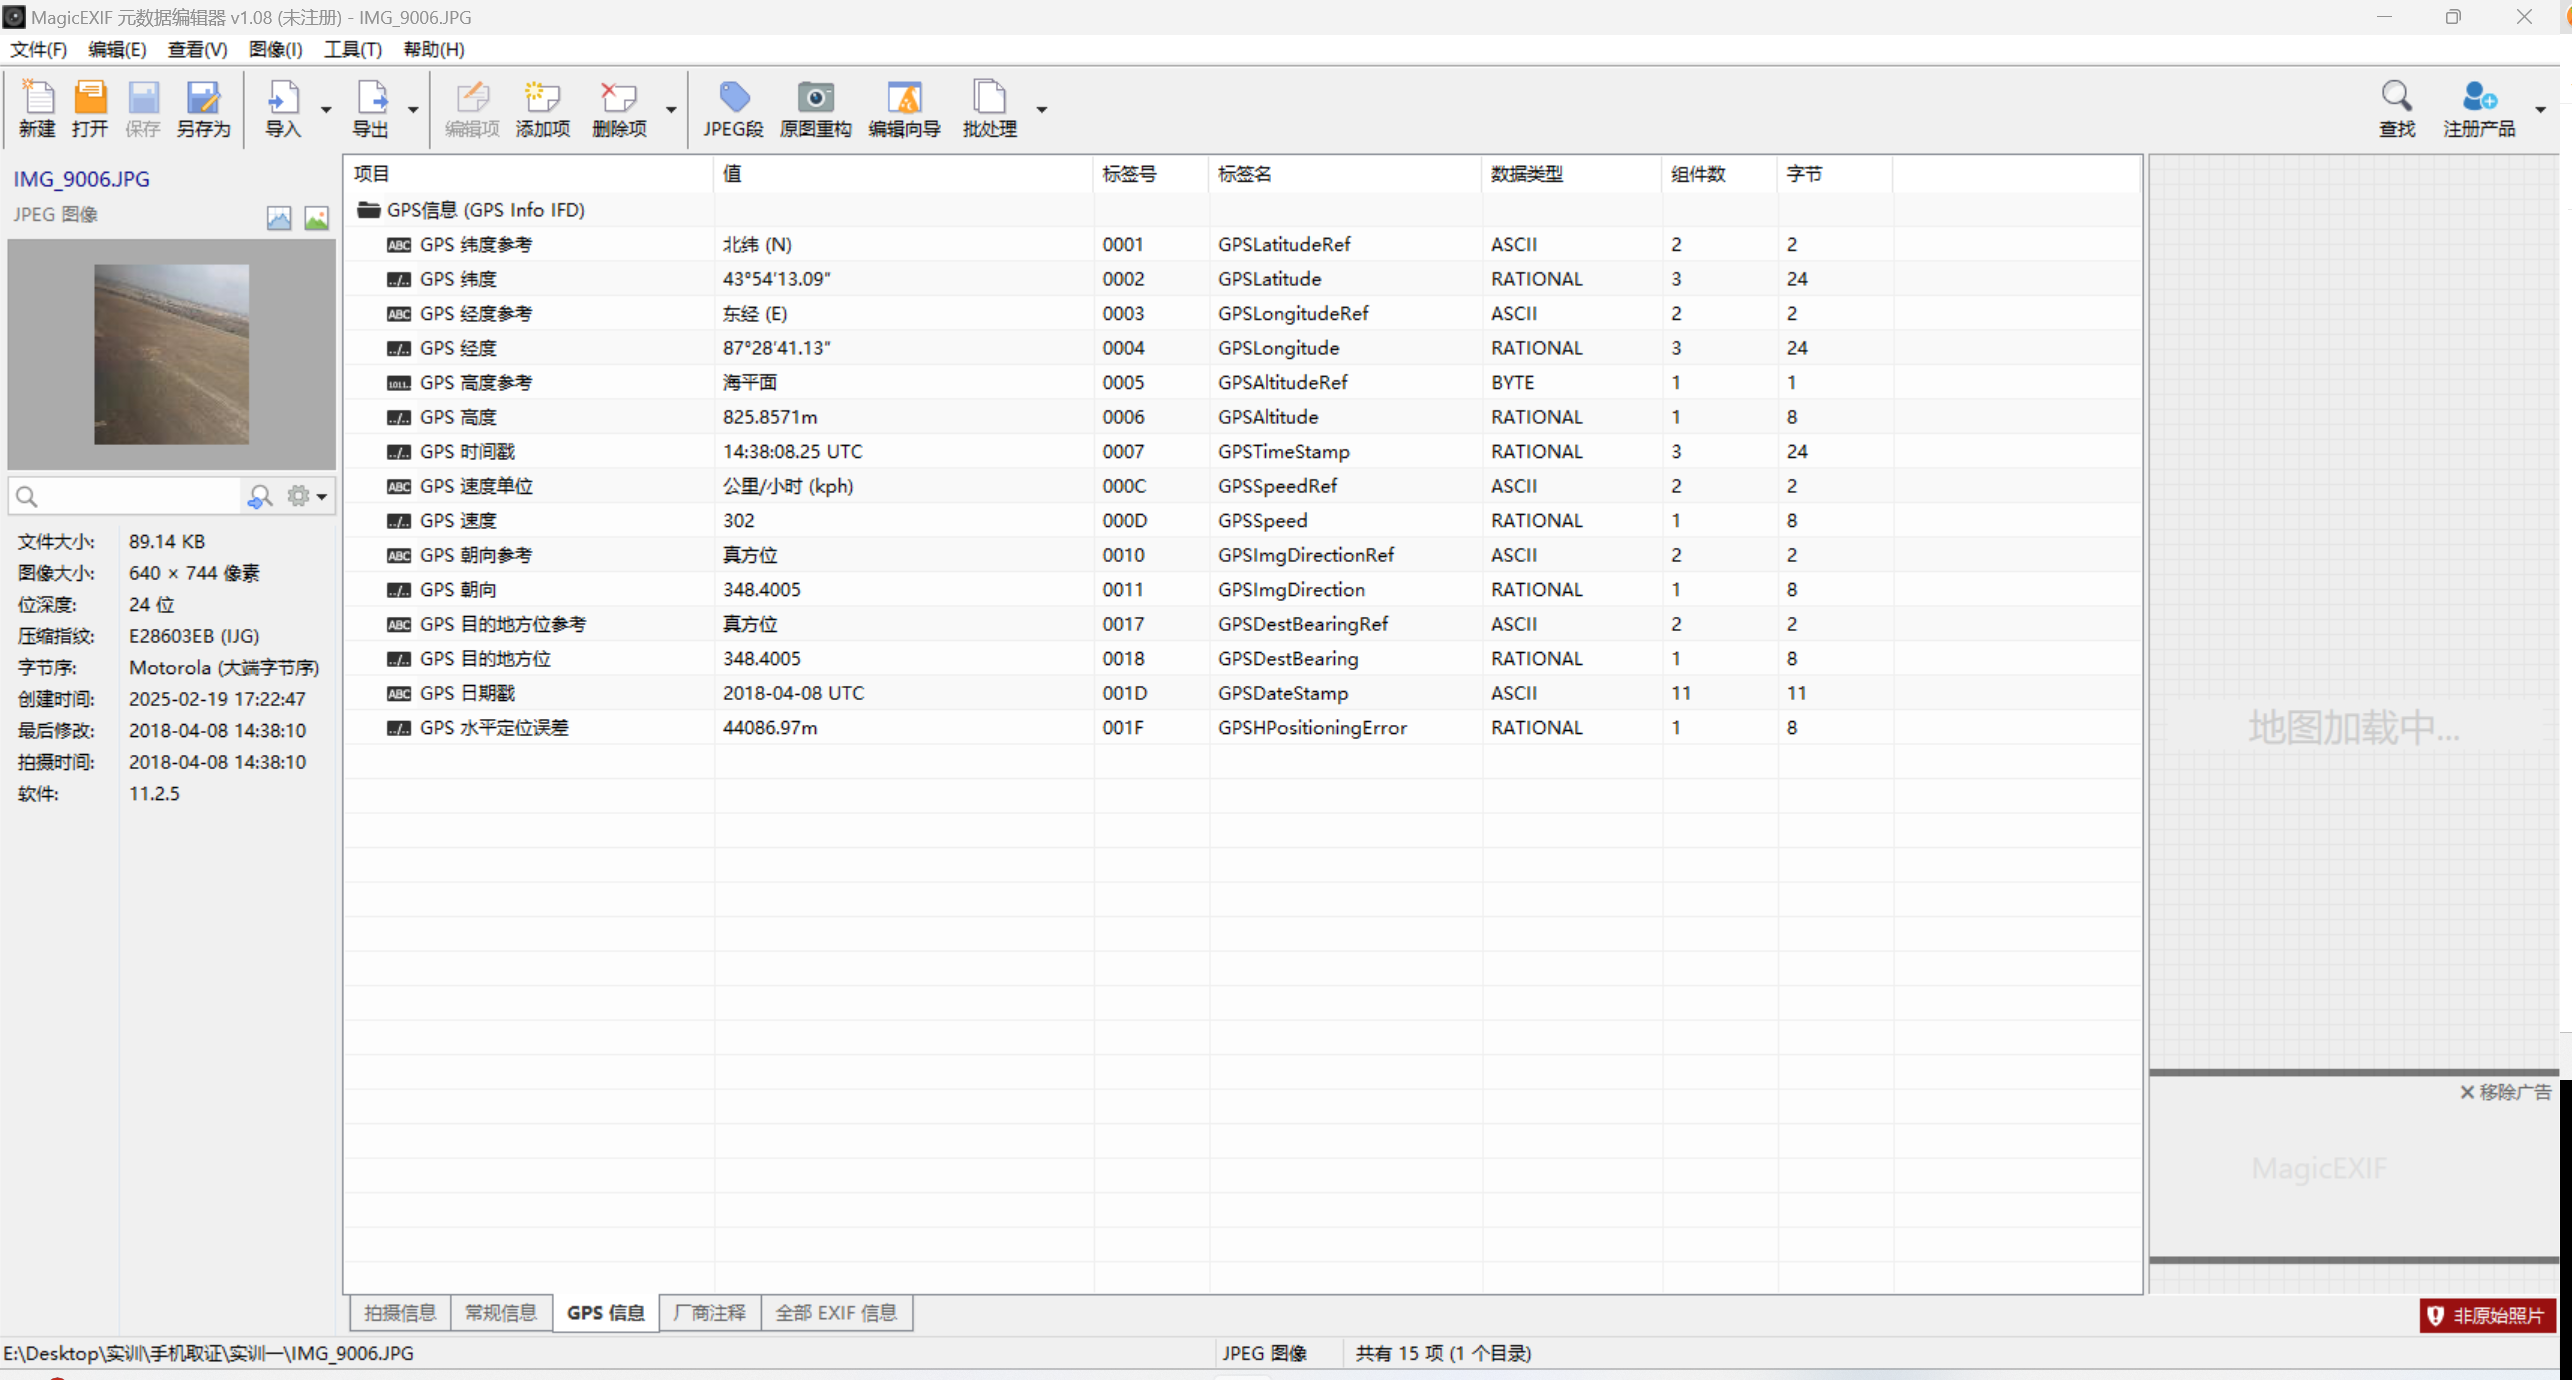 MagicEXIF 元数据编辑器 v1.08 (未注册) - IMG_9006.JPG
文件(F) 编辑(E) 查看(V) 图像(I) 工具(T) 帮助(H)
新建 打开 保存 另存为 导入 导出 编辑项 添加项 删除项 JPEG段 原图重构 编辑向导 批处理 查找 注册产品
IMG_9006.JPG
JPEG 图像
文件大小: 89.14 KB
图像大小: 640 × 744 像素
位深度: 24 位
压缩指纹: E28603EB (IJG)
字节序: Motorola (大端字节序)
创建时间: 2025-02-19 17:22:47
最后修改: 2018-04-08 14:38:10
拍摄时间: 2018-04-08 14:38:10
软件: 11.2.5
项目 值 标签号 标签名 数据类型 组件数 字节
GPS信息 (GPS Info IFD)
ABC GPS 纬度参考 北纬 (N) 0001 GPSLatitudeRef ASCII 2 2
../.. GPS 纬度 43°54'13.09" 0002 GPSLatitude RATIONAL 3 24
ABC GPS 经度参考 东经 (E) 0003 GPSLongitudeRef ASCII 2 2
../.. GPS 经度 87°28'41.13" 0004 GPSLongitude RATIONAL 3 24
1011.. GPS 高度参考 海平面 0005 GPSAltitudeRef BYTE 1 1
../.. GPS 高度 825.8571m 0006 GPSAltitude RATIONAL 1 8
../.. GPS 时间戳 14:38:08.25 UTC 0007 GPSTimeStamp RATIONAL 3 24
ABC GPS 速度单位 公里/小时 (kph) 000C GPSSpeedRef ASCII 2 2
../.. GPS 速度 302 000D GPSSpeed RATIONAL 1 8
ABC GPS 朝向参考 真方位 0010 GPSImgDirectionRef ASCII 2 2
../.. GPS 朝向 348.4005 0011 GPSImgDirection RATIONAL 1 8
ABC GPS 目的地方位参考 真方位 0017 GPSDestBearingRef ASCII 2 2
../.. GPS 目的地方位 348.4005 0018 GPSDestBearing RATIONAL 1 8
ABC GPS 日期戳 2018-04-08 UTC 001D GPSDateStamp ASCII 11 11
../.. GPS 水平定位误差 44086.97m 001F GPSHPositioningError RATIONAL 1 8
地图加载中...
✕ 移除广告
MagicEXIF
拍摄信息 常规信息 GPS 信息 厂商注释 全部 EXIF 信息
非原始照片
E:\Desktop\实训\手机取证\实训一\IMG_9006.JPG JPEG 图像 共有 15 项 (1 个目录)